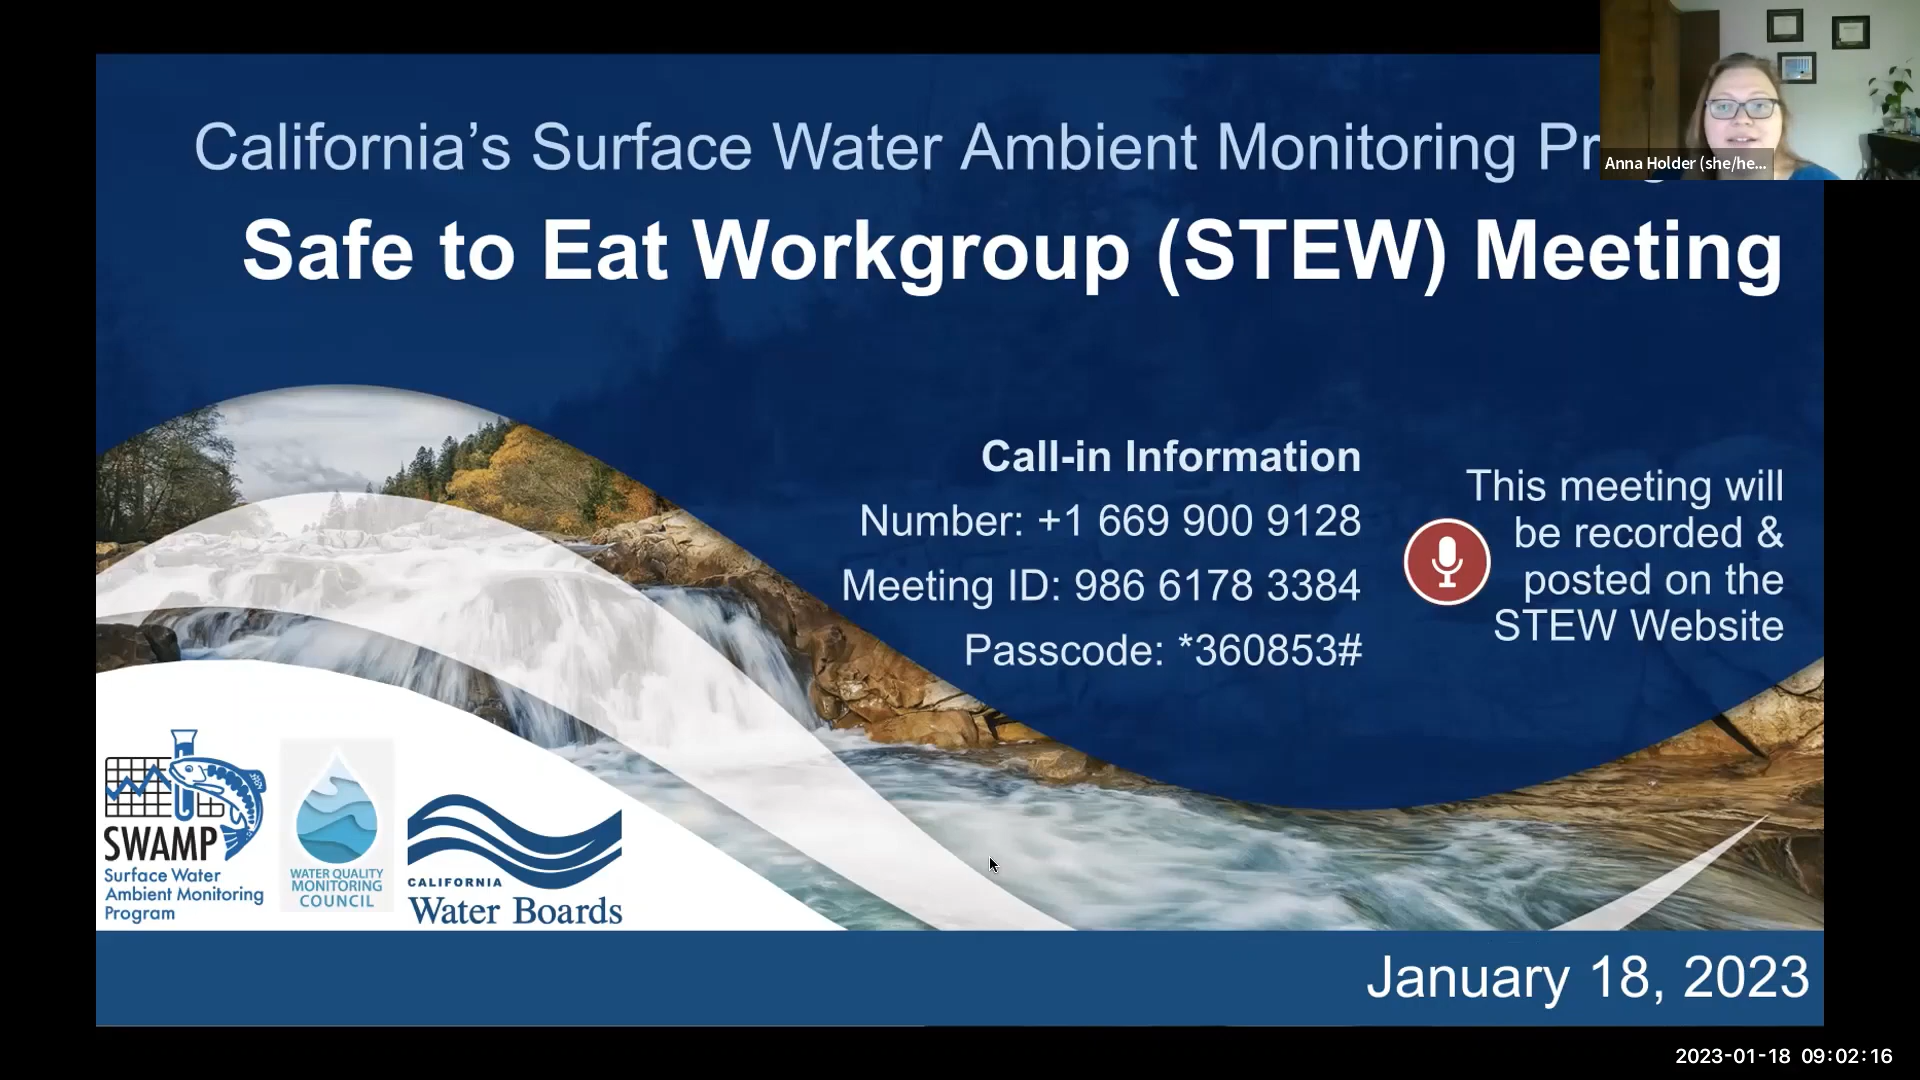 California’s Surface Water Ambient Monitoring Pr
Anna Holder (she/he...
Safe to Eat Workgroup (STEW) Meeting
Call-in Information
Number: +1 669 900 9128
Meeting ID: 986 6178 3384
Passcode: *360853#
This meeting will
be recorded &
posted on the
STEW Website
SWAMP
Surface Water
Ambient Monitoring
Program
WATER QUALITY
MONITORING
COUNCIL
CALIFORNIA
Water Boards
January 18, 2023
2023-01-18 09:02:16